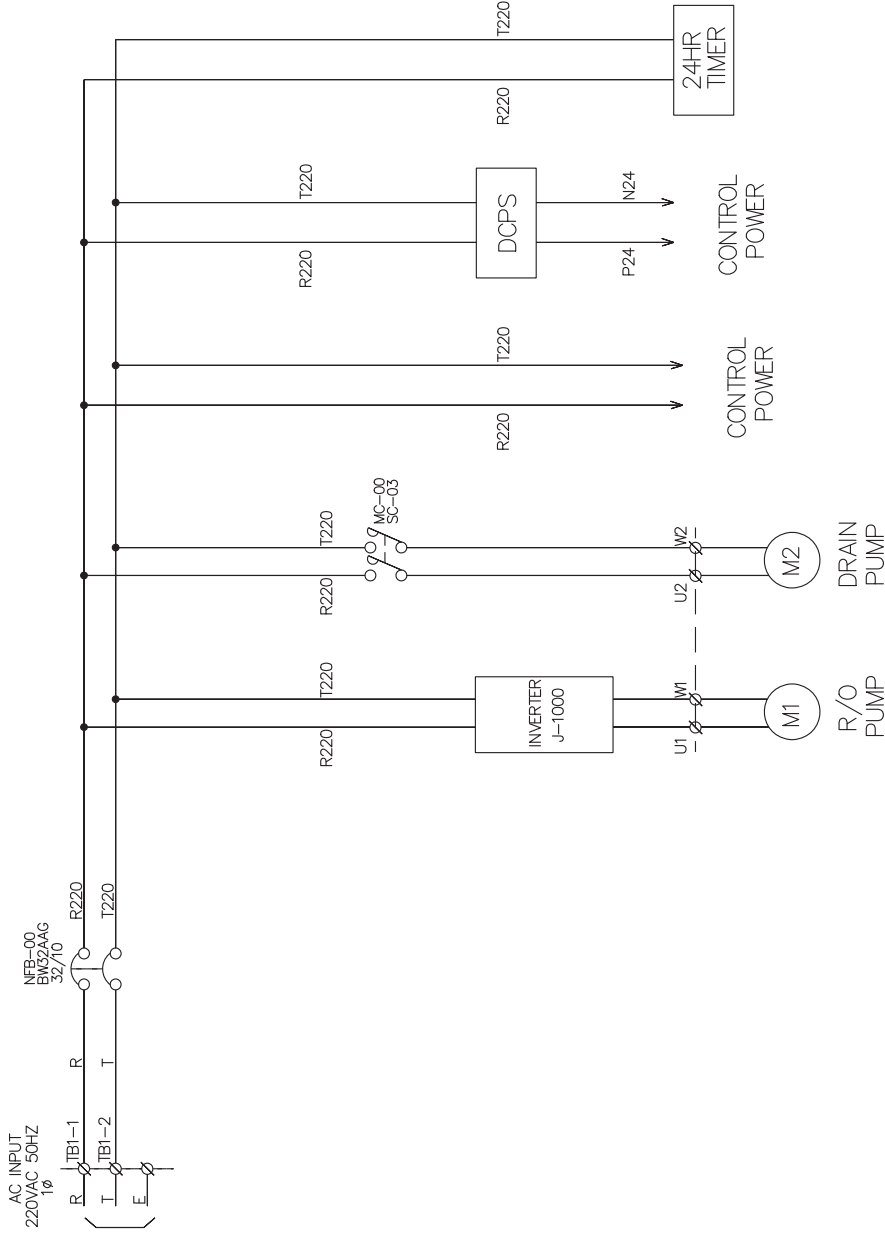 AC INPUT
220VAC 50HZ
1Ø
R
T
E
TB1-1
TB1-2
R
T
NFB-00
BW32AAG
32/10
R220
T220
R220
T220
INVERTER
J-1000
U1
W1
M1
R/O
PUMP
R220
T220
MC-00
SC-03
U2
W2
M2
DRAIN
PUMP
R220
T220
CONTROL
POWER
R220
T220
DCPS
P24
N24
CONTROL
POWER
R220
T220
24HR
TIMER